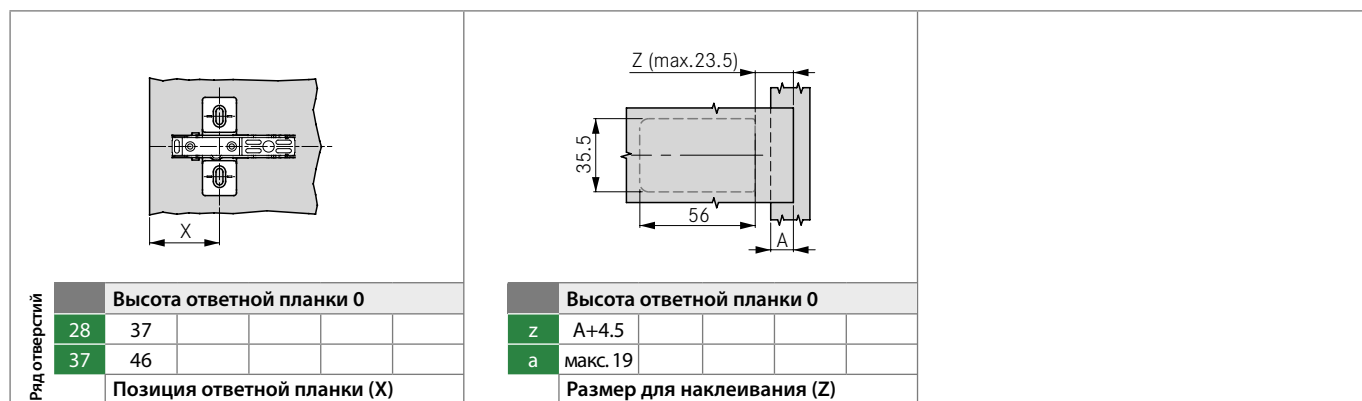 X
Ряд отверстий
Высота ответной планки 0
28 37
37 46
Позиция ответной планки (X)
Z (max.23.5)
35.5
56
A
Высота ответной планки 0
z A+4.5
a макс. 19
Размер для наклеивания (Z)